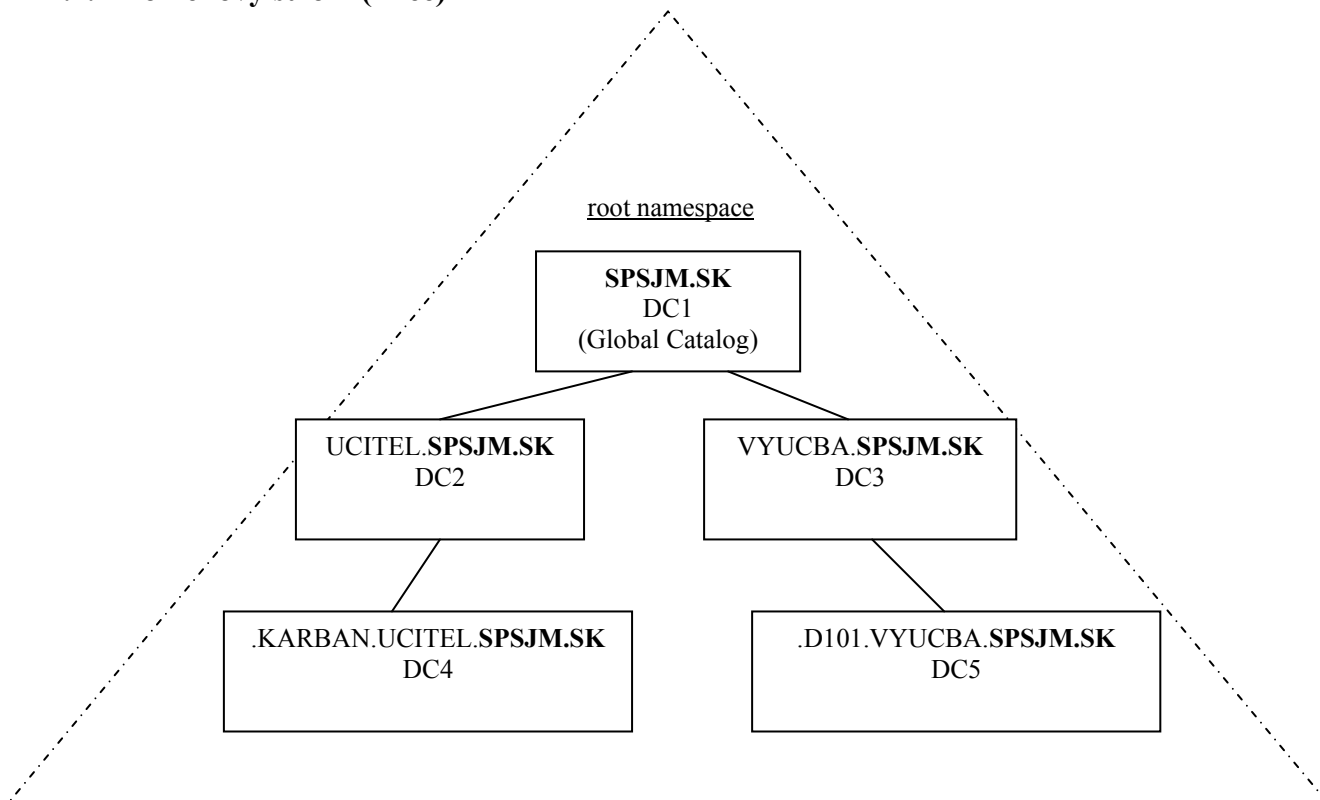 root namespace
SPSJM.SK
DC1
(Global Catalog)
UCITEL.SPSJM.SK
DC2
VYUCBA.SPSJM.SK
DC3
.KARBAN.UCITEL.SPSJM.SK
DC4
.D101.VYUCBA.SPSJM.SK
DC5